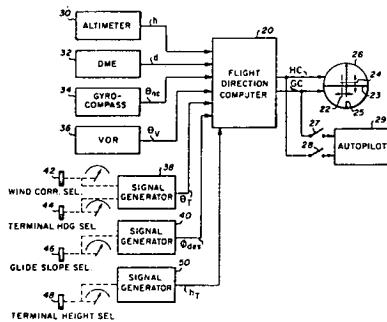 30
ALTIMETER
h
32
DME
d
34
GYRO-
COMPASS
θnc
36
VOR
θV
20
FLIGHT
DIRECTION
COMPUTER
HC
GC
26
24
23
22
25
27
28
29
AUTOPILOT
42
WIND CORR. SEL.
44
TERMINAL HDG SEL
38
SIGNAL
GENERATOR
θT
46
GLIDE SLOPE SEL.
40
SIGNAL
GENERATOR
Φdes
48
TERMINAL HEIGHT SEL
50
SIGNAL
GENERATOR
hT